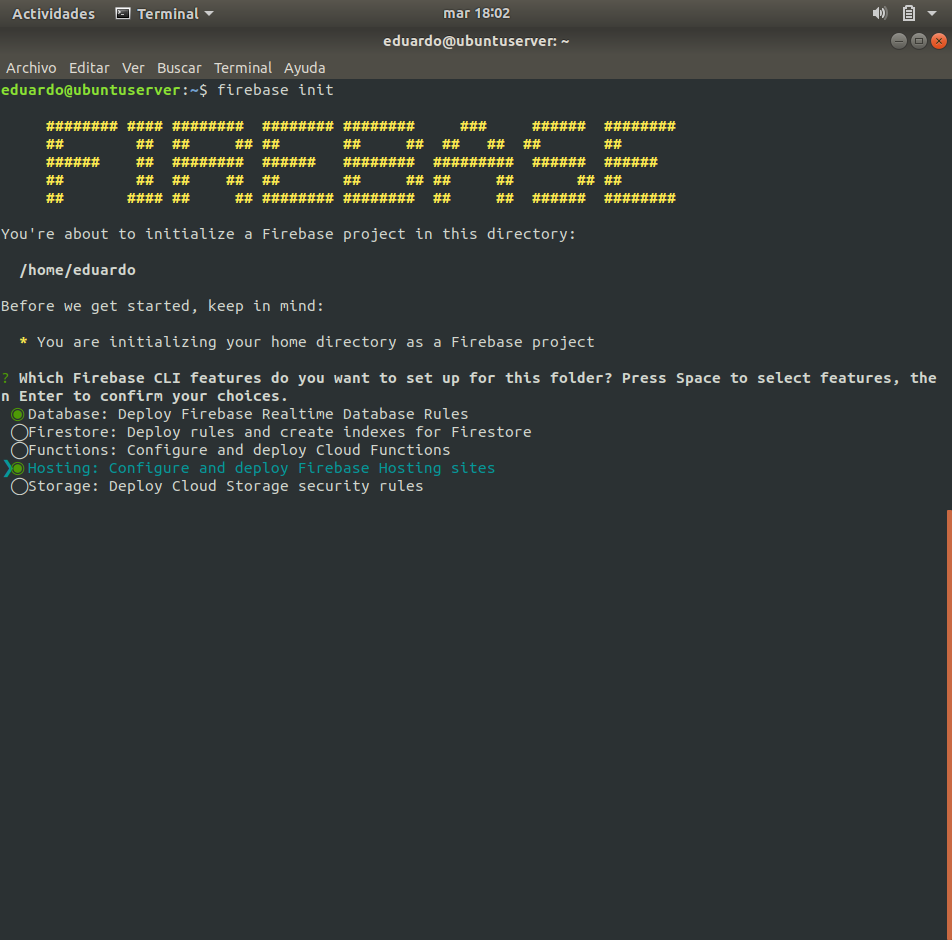 Actividades Terminal mar 18:02
eduardo@ubuntuserver: ~
Archivo Editar Ver Buscar Terminal Ayuda
eduardo@ubuntuserver:~$ firebase init
     ######## #### ########  ######## ########     ###     ######  ########
     ##        ##  ##     ## ##       ##     ##  ##   ##  ##       ##
     ######    ##  ########  ######   ########  #########  ######  ######
     ##        ##  ##    ##  ##       ##     ## ##     ##       ## ##
     ##       #### ##     ## ######## ########  ##     ##  ######  ########
You're about to initialize a Firebase project in this directory:
/home/eduardo
Before we get started, keep in mind:
* You are initializing your home directory as a Firebase project
? Which Firebase CLI features do you want to set up for this folder? Press Space to select features, the
n Enter to confirm your choices.
◉Database: Deploy Firebase Realtime Database Rules
◯Firestore: Deploy rules and create indexes for Firestore
◯Functions: Configure and deploy Cloud Functions
❯◉Hosting: Configure and deploy Firebase Hosting sites
◯Storage: Deploy Cloud Storage security rules